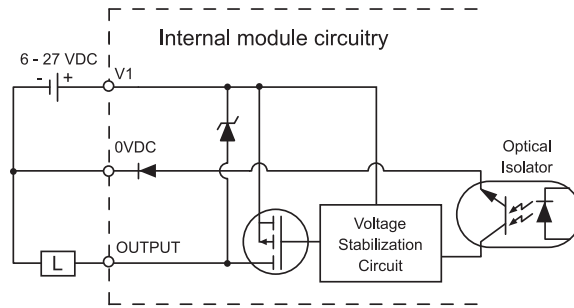 Internal module circuitry
6 - 27 VDC
- +
V1
0VDC
Optical
Isolator
OUTPUT
L
Voltage
Stabilization
Circuit